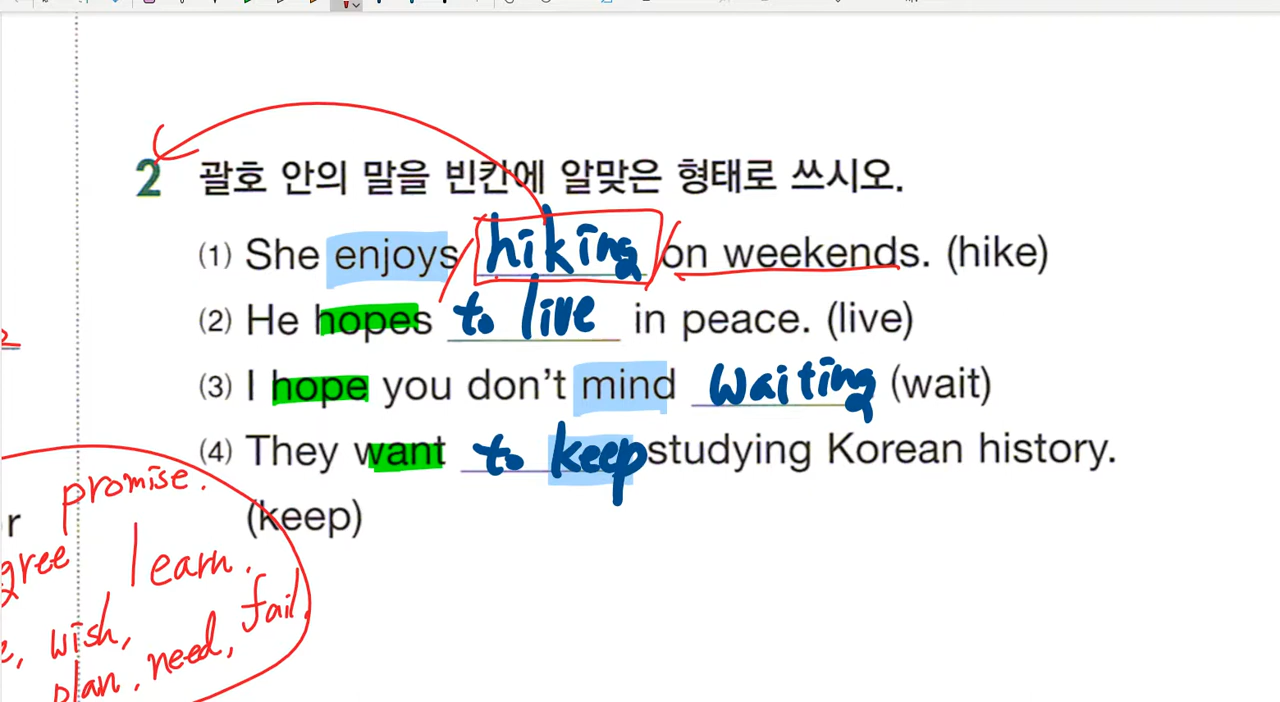 2 괄호 안의 말을 빈칸에 알맞은 형태로 쓰시오.
(1) She enjoys hiking on weekends. (hike)
(2) He hopes to live in peace. (live)
(3) I hope you don't mind waiting (wait)
(4) They want to keep studying Korean history.
(keep)
promise.
learn.
wish, fail.
plan, need,